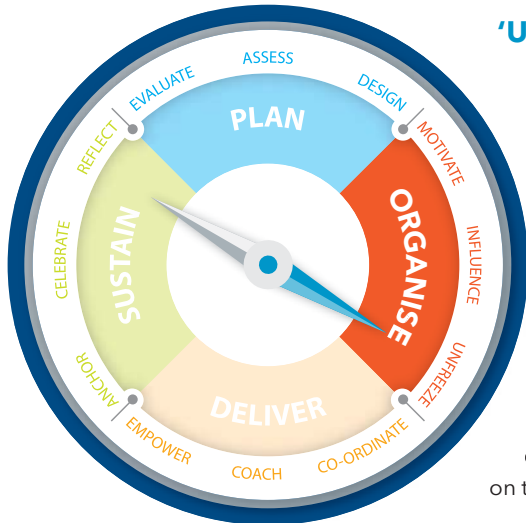 'U
EVALUATE
ASSESS
DESIGN
PLAN
MOTIVATE
INFLUENCE
UNFREEZE
ORGANISE
CO-ORDINATE
COACH
EMPOWER
DELIVER
ANCHOR
CELEBRATE
REFLECT
SUSTAIN
on t